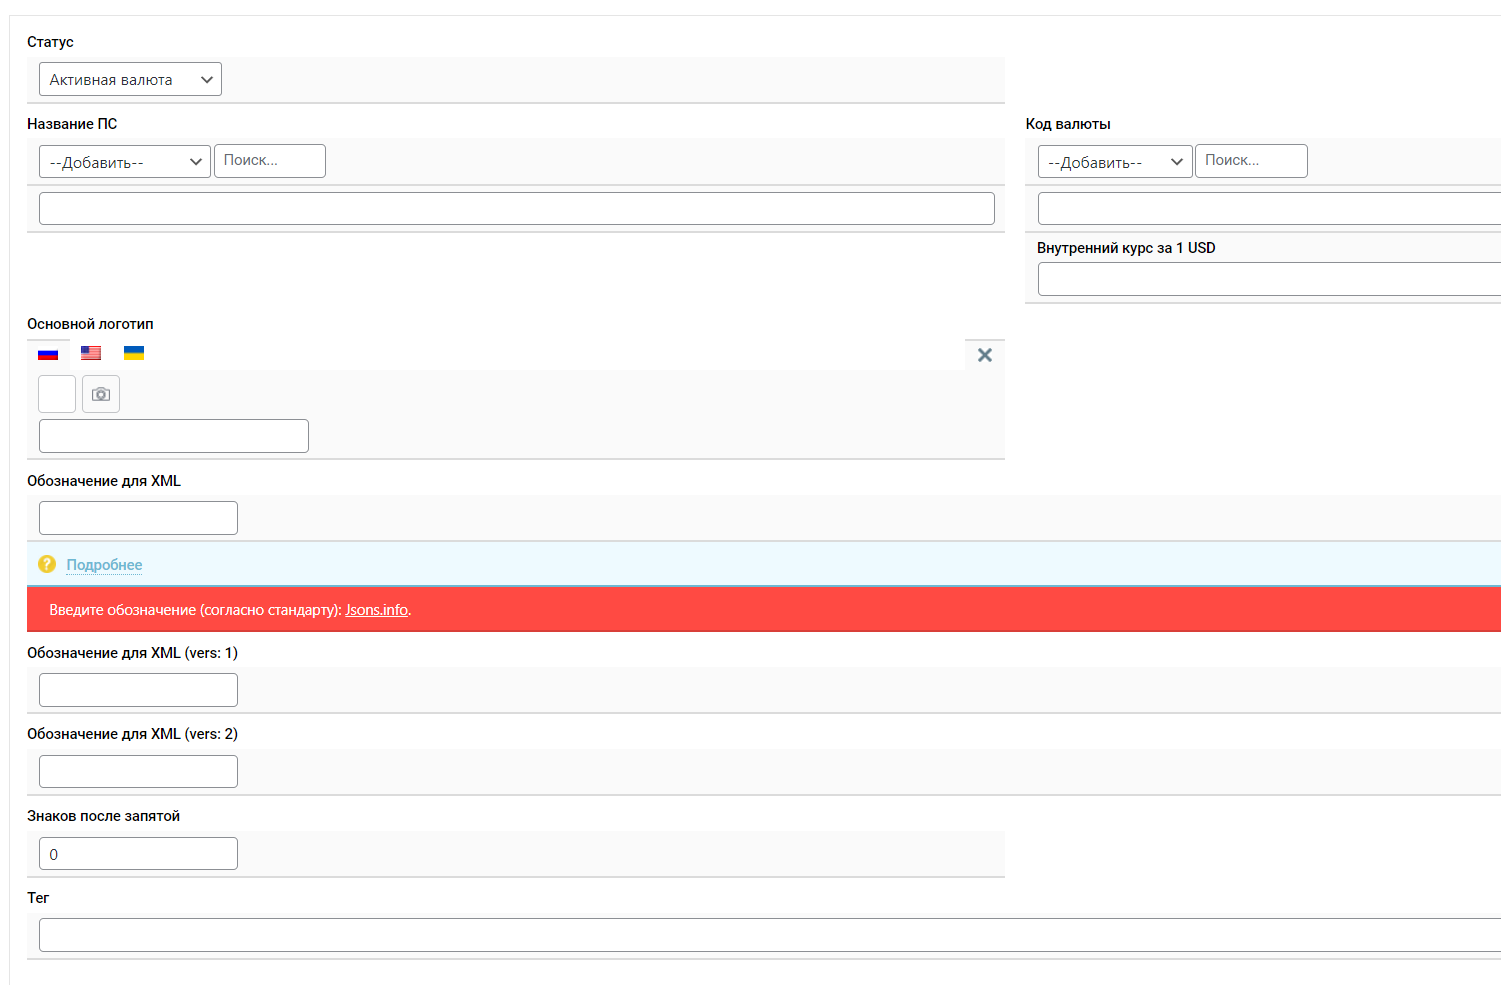 Статус
Активная валюта
Название ПС
--Добавить--
Поиск...
Код валюты
--Добавить--
Поиск...
Внутренний курс за 1 USD
Основной логотип
Обозначение для XML
?
Подробнее
Введите обозначение (согласно стандарту): Jsons.info.
Обозначение для XML (vers: 1)
Обозначение для XML (vers: 2)
Знаков после запятой
0
Тег